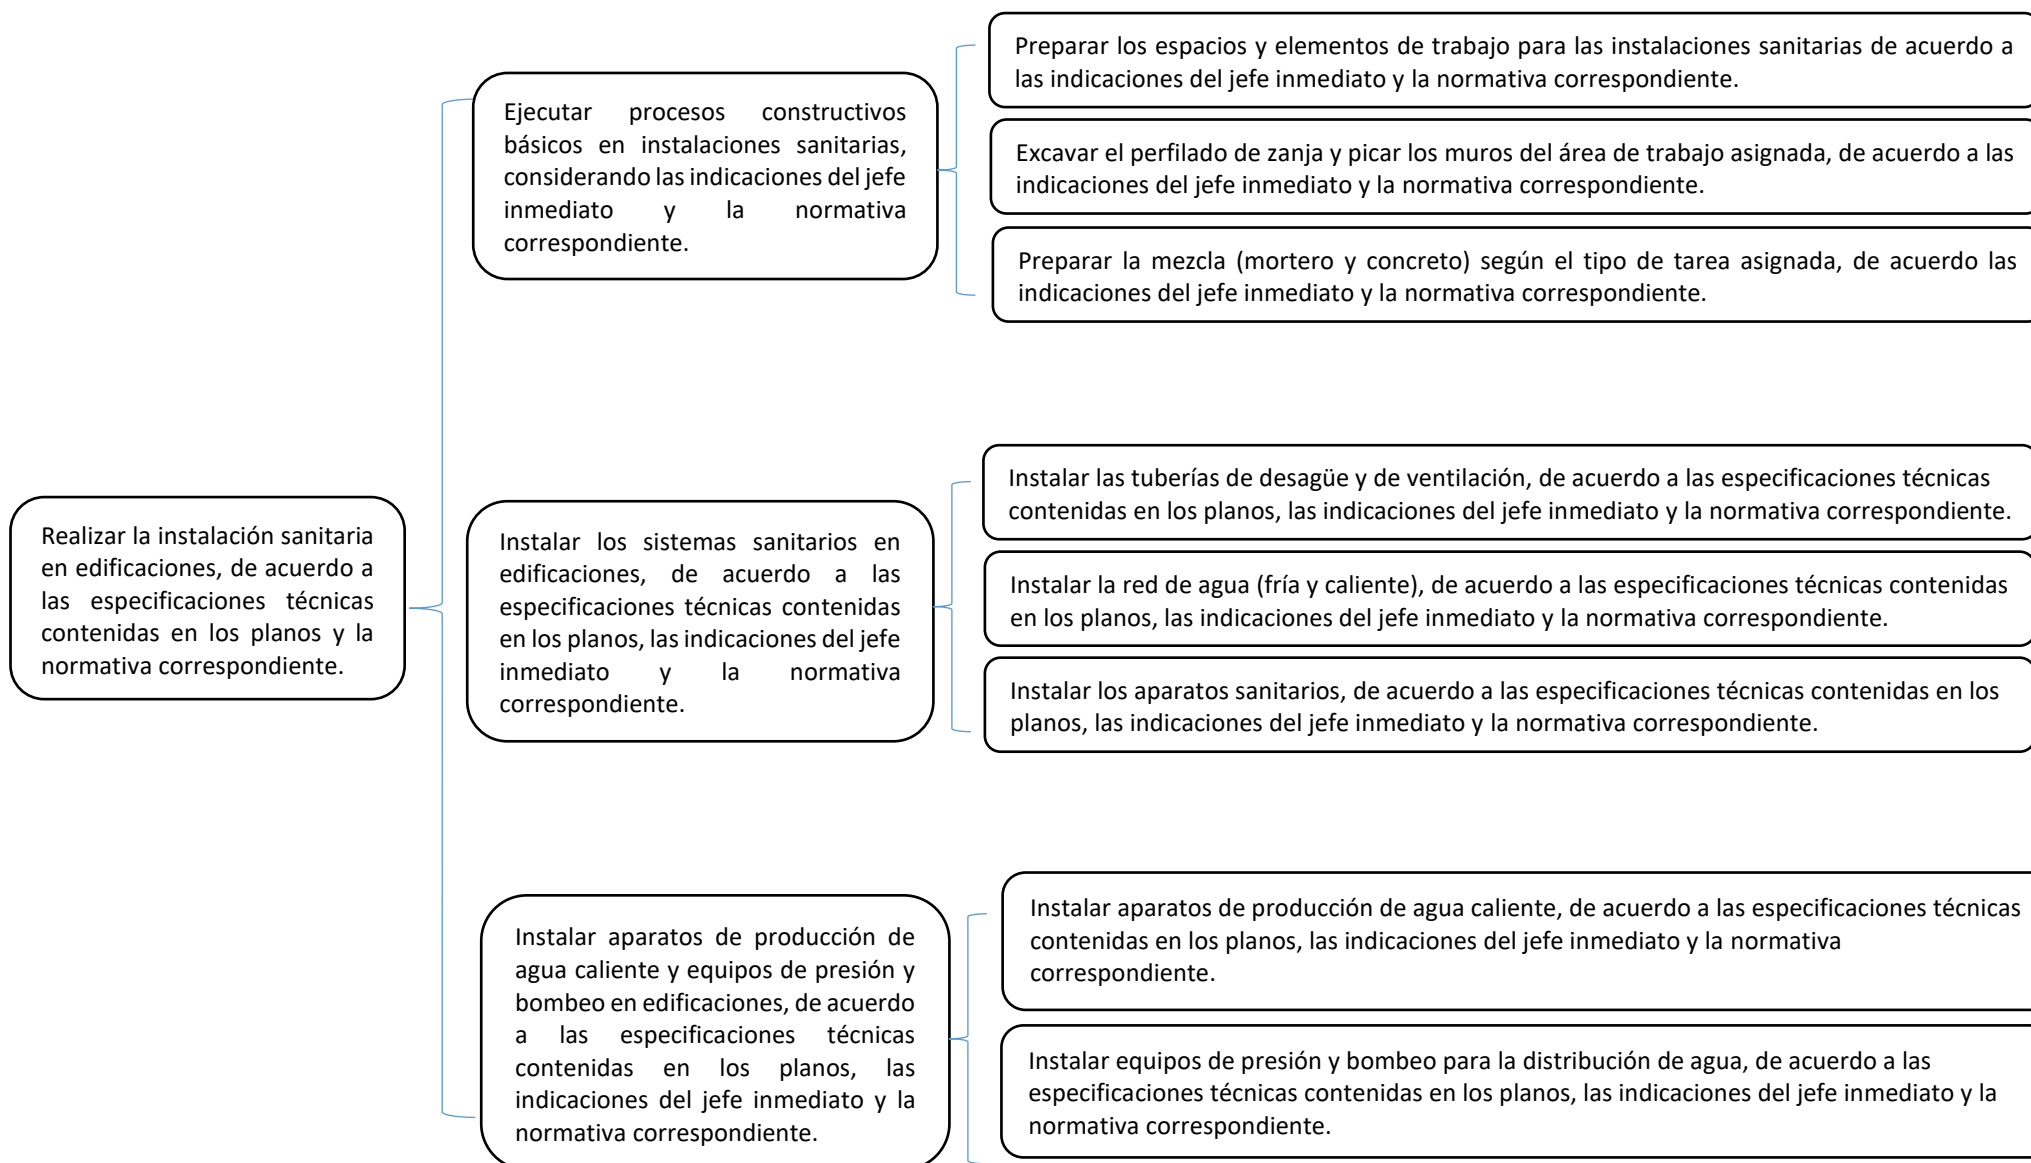 Realizar la instalación sanitaria
en edificaciones, de acuerdo a
las especificaciones técnicas
contenidas en los planos y la
normativa correspondiente.
Ejecutar procesos constructivos
básicos en instalaciones sanitarias,
considerando las indicaciones del jefe
inmediato y la normativa
correspondiente.
Preparar los espacios y elementos de trabajo para las instalaciones sanitarias de acuerdo a
las indicaciones del jefe inmediato y la normativa correspondiente.
Excavar el perfilado de zanja y picar los muros del área de trabajo asignada, de acuerdo a las
indicaciones del jefe inmediato y la normativa correspondiente.
Preparar la mezcla (mortero y concreto) según el tipo de tarea asignada, de acuerdo las
indicaciones del jefe inmediato y la normativa correspondiente.
Instalar los sistemas sanitarios en
edificaciones, de acuerdo a las
especificaciones técnicas contenidas
en los planos, las indicaciones del jefe
inmediato y la normativa
correspondiente.
Instalar las tuberías de desagüe y de ventilación, de acuerdo a las especificaciones técnicas
contenidas en los planos, las indicaciones del jefe inmediato y la normativa correspondiente.
Instalar la red de agua (fría y caliente), de acuerdo a las especificaciones técnicas contenidas
en los planos, las indicaciones del jefe inmediato y la normativa correspondiente.
Instalar los aparatos sanitarios, de acuerdo a las especificaciones técnicas contenidas en los
planos, las indicaciones del jefe inmediato y la normativa correspondiente.
Instalar aparatos de producción de
agua caliente y equipos de presión y
bombeo en edificaciones, de acuerdo
a las especificaciones técnicas
contenidas en los planos, las
indicaciones del jefe inmediato y la
normativa correspondiente.
Instalar aparatos de producción de agua caliente, de acuerdo a las especificaciones técnicas
contenidas en los planos, las indicaciones del jefe inmediato y la normativa
correspondiente.
Instalar equipos de presión y bombeo para la distribución de agua, de acuerdo a las
especificaciones técnicas contenidas en los planos, las indicaciones del jefe inmediato y la
normativa correspondiente.